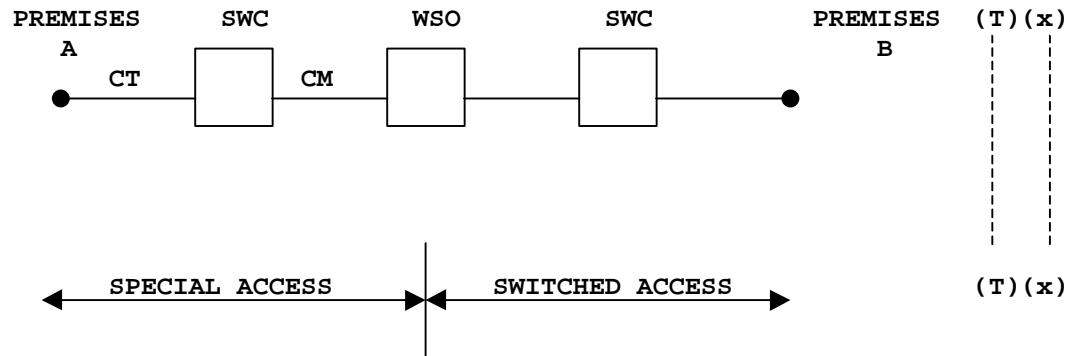 PREMISES SWC WSO SWC PREMISES (T)(x)
A B
CT CM
SPECIAL ACCESS SWITCHED ACCESS (T)(x)